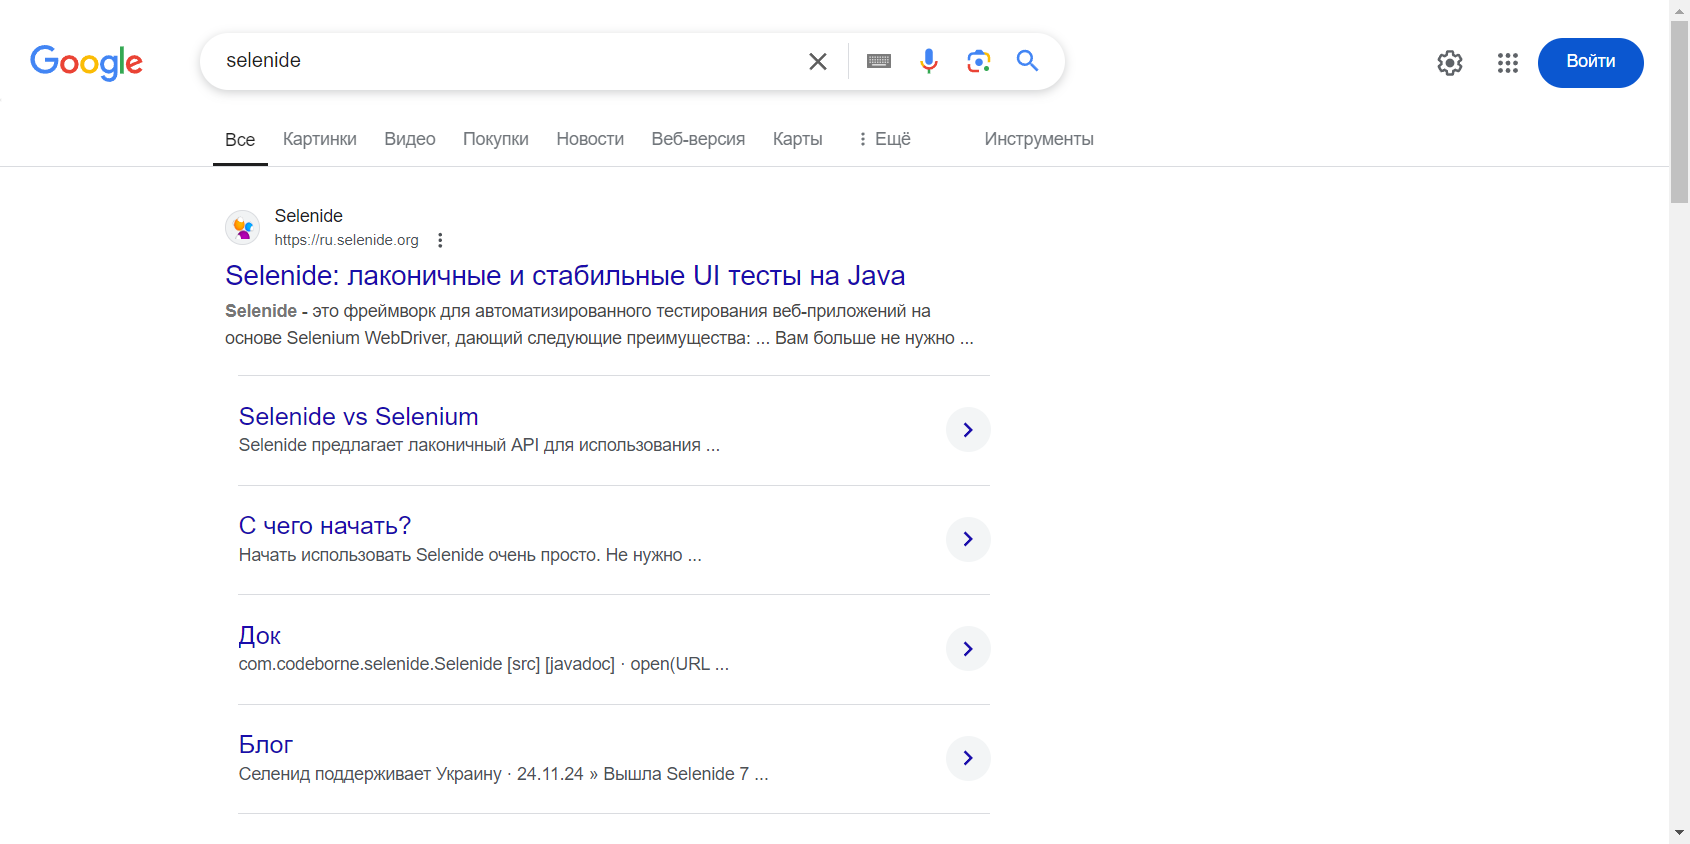 Google
selenide
Войти
Все
Картинки
Видео
Покупки
Новости
Веб-версия
Карты
Ещё
Инструменты
Selenide
https://ru.selenide.org
Selenide: лаконичные и стабильные UI тесты на Java
Selenide - это фреймворк для автоматизированного тестирования веб-приложений на
основе Selenium WebDriver, дающий следующие преимущества: ... Вам больше не нужно ...
Selenide vs Selenium
Selenide предлагает лаконичный API для использования ...
С чего начать?
Начать использовать Selenide очень просто. Не нужно ...
Док
com.codeborne.selenide.Selenide [src] [javadoc] · open(URL ...
Блог
Селенид поддерживает Украину · 24.11.24 » Вышла Selenide 7 ...